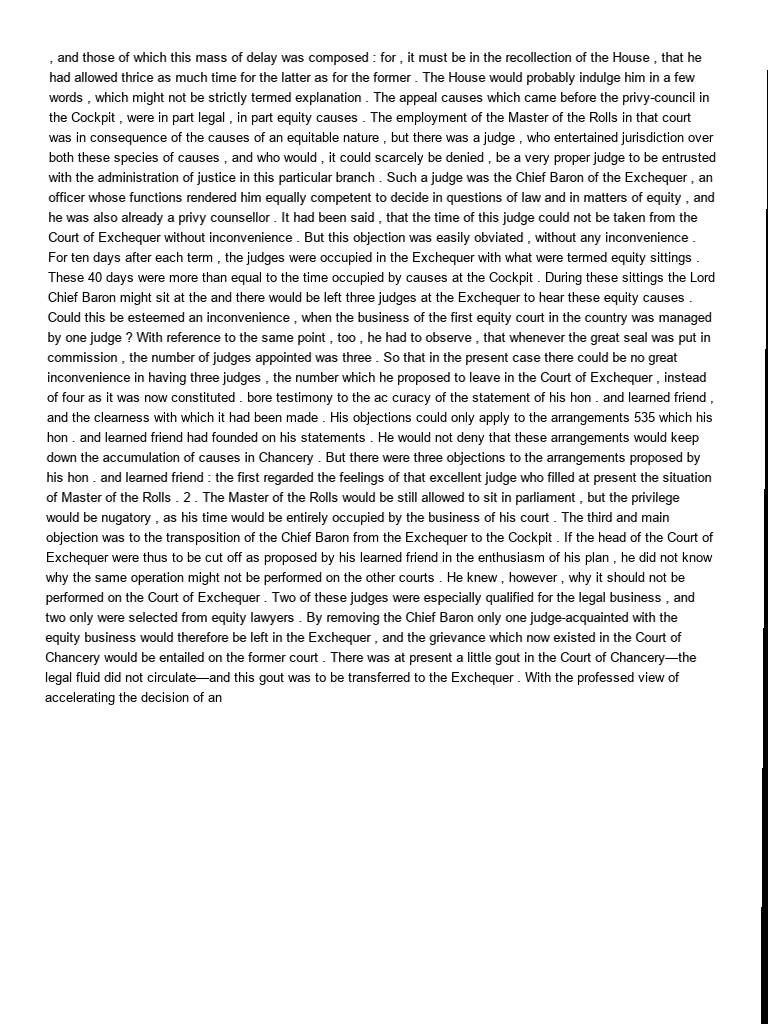 , and those of which this mass of delay was composed : for , it must be in the recollection of the House , that he
had allowed thrice as much time for the latter as for the former . The House would probably indulge him in a few
words , which might not be strictly termed explanation . The appeal causes which came before the privy-council in
the Cockpit , were in part legal , in part equity causes . The employment of the Master of the Rolls in that court
was in consequence of the causes of an equitable nature , but there was a judge , who entertained jurisdiction over
both these species of causes , and who would , it could scarcely be denied , be a very proper judge to be entrusted
with the administration of justice in this particular branch . Such a judge was the Chief Baron of the Exchequer , an
officer whose functions rendered him equally competent to decide in questions of law and in matters of equity , and
he was also already a privy counsellor . It had been said , that the time of this judge could not be taken from the
Court of Exchequer without inconvenience . But this objection was easily obviated , without any inconvenience .
For ten days after each term , the judges were occupied in the Exchequer with what were termed equity sittings .
These 40 days were more than equal to the time occupied by causes at the Cockpit . During these sittings the Lord
Chief Baron might sit at the and there would be left three judges at the Exchequer to hear these equity causes .
Could this be esteemed an inconvenience , when the business of the first equity court in the country was managed
by one judge ? With reference to the same point , too , he had to observe , that whenever the great seal was put in
commission , the number of judges appointed was three . So that in the present case there could be no great
inconvenience in having three judges , the number which he proposed to leave in the Court of Exchequer , instead
of four as it was now constituted . bore testimony to the ac curacy of the statement of his hon . and learned friend ,
and the clearness with which it had been made . His objections could only apply to the arrangements 535 which his
hon . and learned friend had founded on his statements . He would not deny that these arrangements would keep
down the accumulation of causes in Chancery . But there were three objections to the arrangements proposed by
his hon . and learned friend : the first regarded the feelings of that excellent judge who filled at present the situation
of Master of the Rolls . 2 . The Master of the Rolls would be still allowed to sit in parliament , but the privilege
would be nugatory , as his time would be entirely occupied by the business of his court . The third and main
objection was to the transposition of the Chief Baron from the Exchequer to the Cockpit . If the head of the Court of
Exchequer were thus to be cut off as proposed by his learned friend in the enthusiasm of his plan , he did not know
why the same operation might not be performed on the other courts . He knew , however , why it should not be
performed on the Court of Exchequer . Two of these judges were especially qualified for the legal business , and
two only were selected from equity lawyers . By removing the Chief Baron only one judge-acquainted with the
equity business would therefore be left in the Exchequer , and the grievance which now existed in the Court of
Chancery would be entailed on the former court . There was at present a little gout in the Court of Chancery—the
legal fluid did not circulate—and this gout was to be transferred to the Exchequer . With the professed view of
accelerating the decision of an